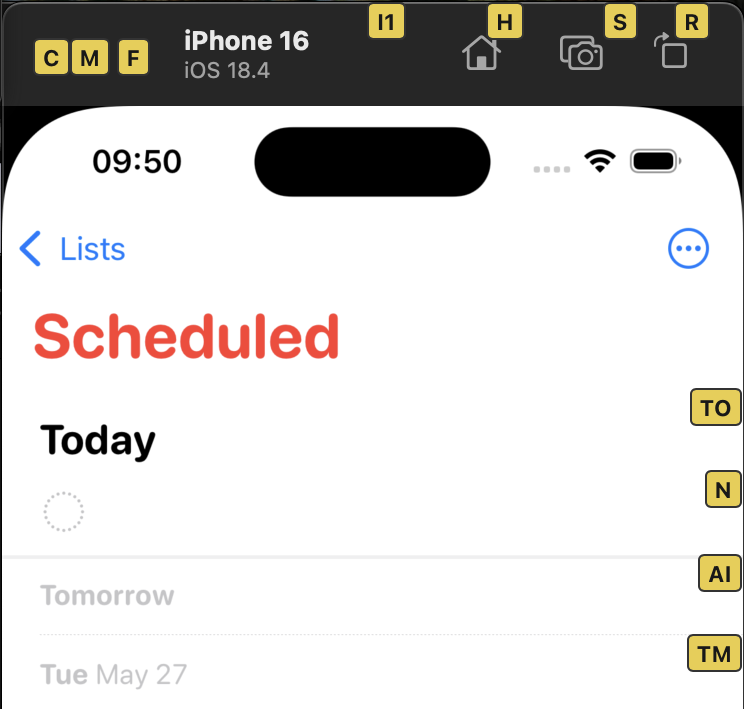 I1 H S R
C M F iPhone 16
iOS 18.4
09:50
Lists
Scheduled
TO
Today
N
AI
Tomorrow
TM
Tue May 27